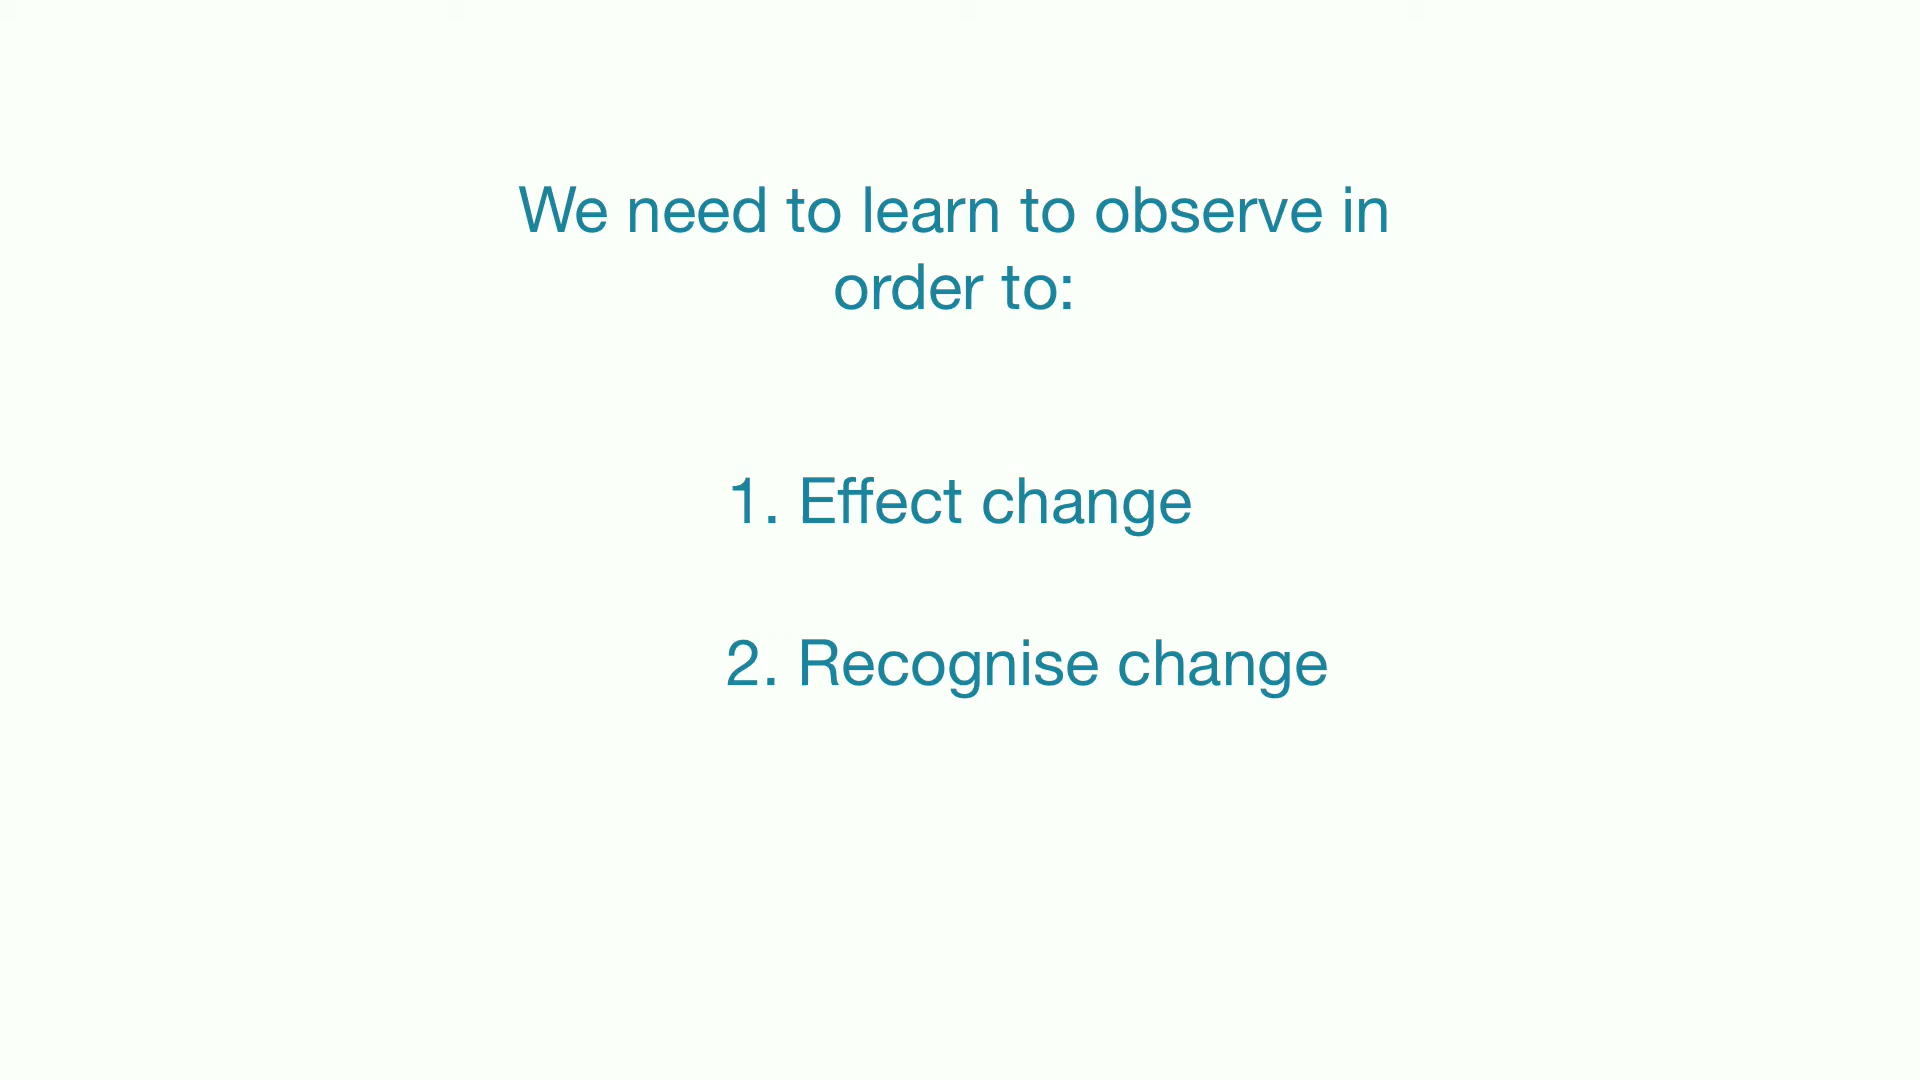 We need to learn to observe in
order to:
1. Effect change
2. Recognise change